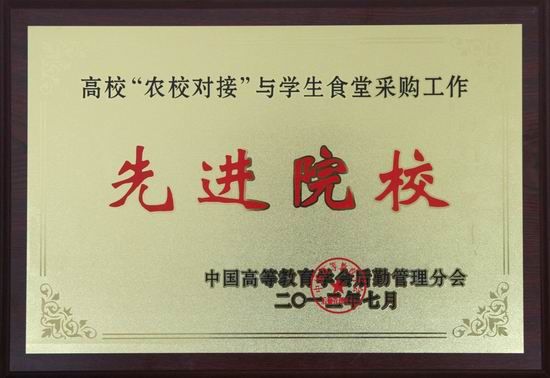 高校“农校对接”与学生食堂采购工作
先进院校
中国高等教育学会后勤管理分会
二〇一二年七月